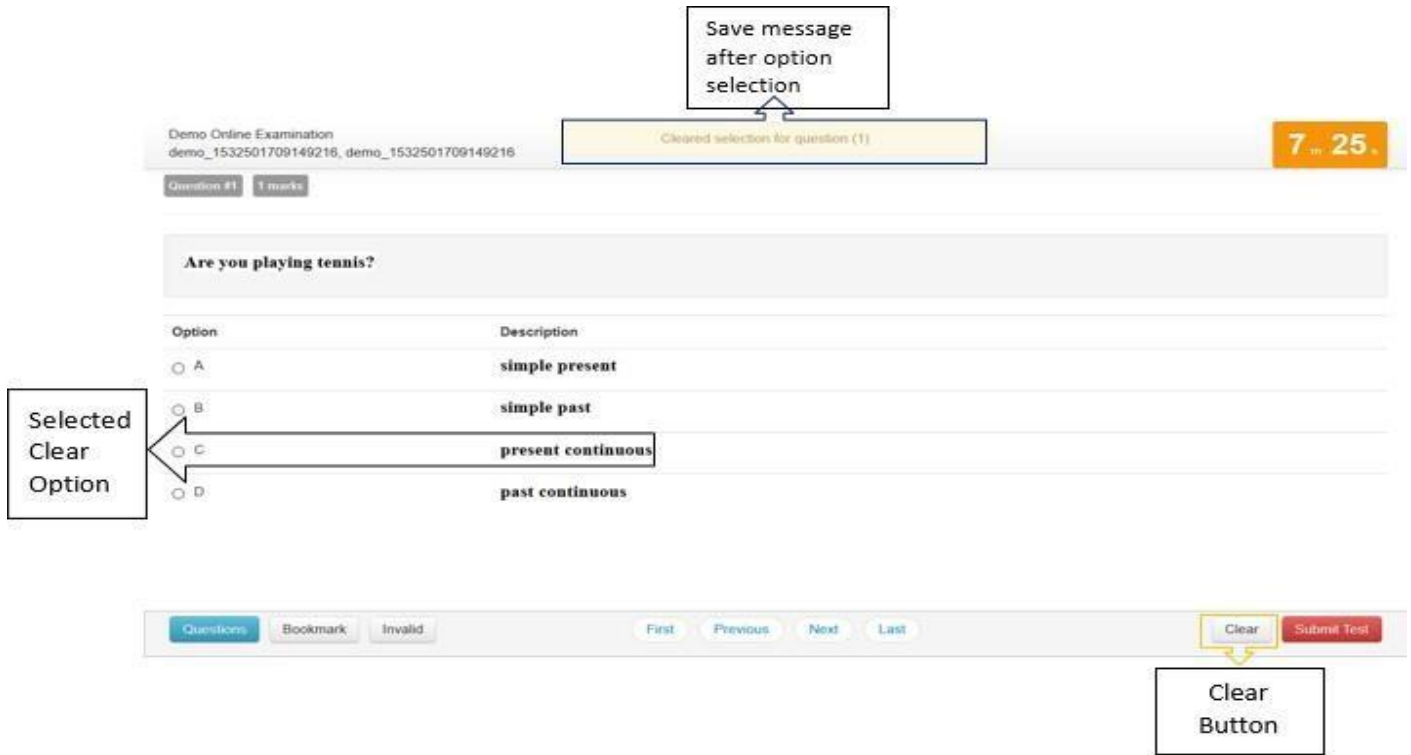 Save message
after option
selection
Demo Online Examination
demo_1532501709149216, demo_1532501709149216
Cleared selection for question (1)
7 m 25 s
Question #1 1 marks
Are you playing tennis?
Option Description
A simple present
B simple past
C present continuous
D past continuous
Selected
Clear
Option
Questions Bookmark Invalid First Previous Next Last Clear Submit Test
Clear
Button